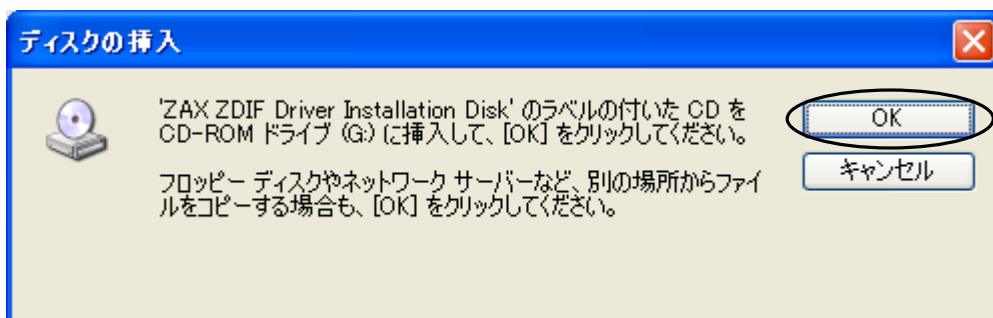 ディスクの挿入
'ZAX ZDIF Driver Installation Disk' のラベルの付いた CD を
CD-ROM ドライブ (G:) に挿入して、[OK] をクリックしてください。
フロッピー ディスクやネットワーク サーバーなど、別の場所からファイ
ルをコピーする場合も、[OK] をクリックしてください。
OK
キャンセル